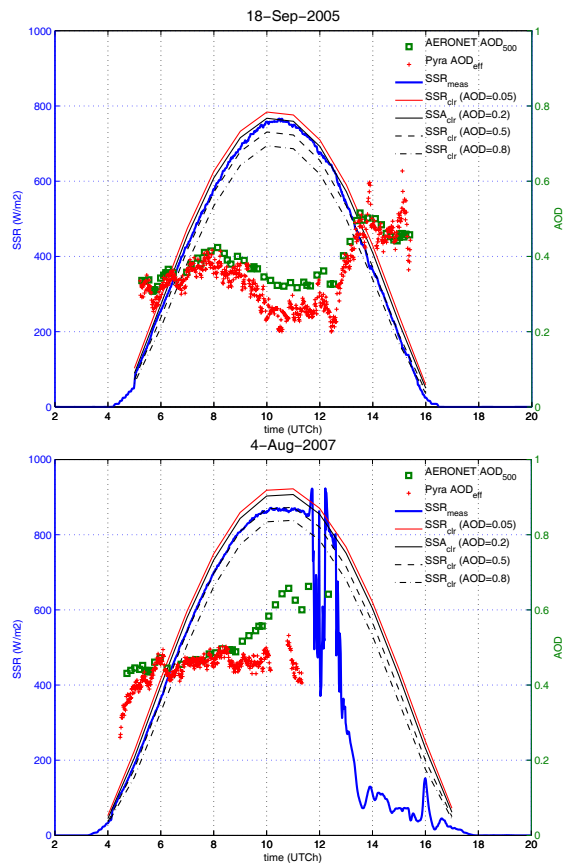 18-Sep-2005
1000
800
600
400
200
0
SSR (W/m2)
1
0.8
0.6
0.4
0.2
0
AOD
AERONET AOD500
Pyra AODeff
SSRmeas
SSRclr (AOD=0.05)
SSAclr (AOD=0.2)
SSRclr (AOD=0.5)
SSRclr (AOD=0.8)
2 4 6 8 10 12 14 16 18 20
time (UTCh)
4-Aug-2007
1000
800
600
400
200
0
SSR (W/m2)
1
0.8
0.6
0.4
0.2
0
AOD
AERONET AOD500
Pyra AODeff
SSRmeas
SSRclr (AOD=0.05)
SSAclr (AOD=0.2)
SSRclr (AOD=0.5)
SSRclr (AOD=0.8)
2 4 6 8 10 12 14 16 18 20
time (UTCh)